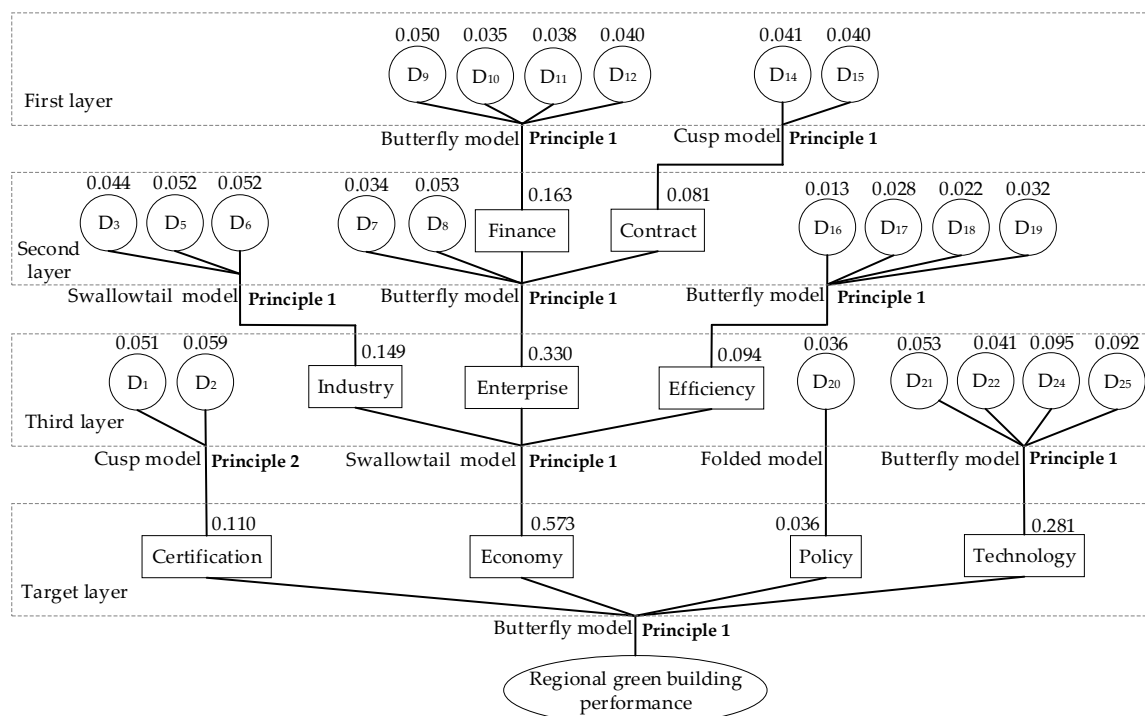 0.050 0.035 0.038 0.040 0.041 0.040
D9 D10 D11 D12 D14 D15
First layer
Butterfly model Principle 1 Cusp model Principle 1
0.044 0.052 0.052 0.034 0.053 0.163 0.081 0.013 0.028 0.022 0.032
D3 D5 D6 D7 D8 Finance Contract D16 D17 D18 D19
Second
layer
Swallowtail model Principle 1 Butterfly model Principle 1 Butterfly model Principle 1
0.051 0.059 0.149 0.330 0.094 0.036 0.053 0.041 0.095 0.092
D1 D2 Industry Enterprise Efficiency D20 D21 D22 D24 D25
Third layer
Cusp model Principle 2 Swallowtail model Principle 1 Folded model Butterfly model Principle 1
0.110 0.573 0.036 0.281
Certification Economy Policy Technology
Target layer
Butterfly model Principle 1
Regional green building
performance